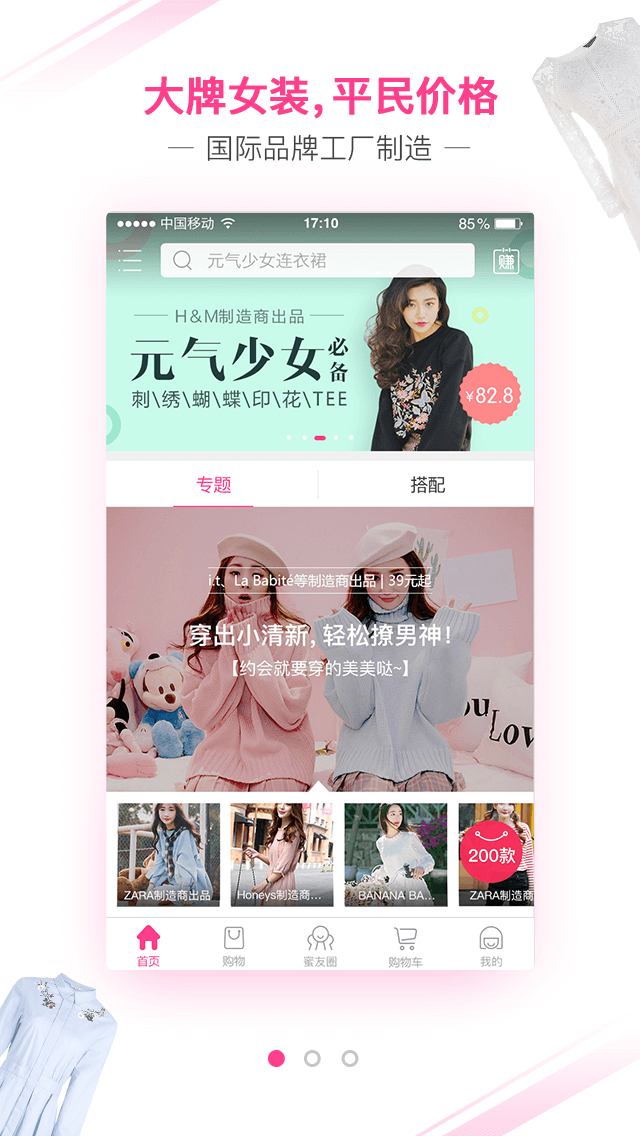 大牌女装，平民价格
国际品牌工厂制造
中国移动 17:10 85%
元气少女连衣裙 赚
H&M制造商出品
元气少女必备
刺\绣\蝴\蝶\印\花\TEE
¥82.8
专题 搭配
i.t、La Babité等制造商出品 | 39元起
穿出小清新，轻松撩男神！
【约会就要穿的美美哒~】
You
Love
200款
ZARA制造商出品 Honeys制造商... BANANA BA... ZARA制造商
首页 购物 蜜友圈 购物车 我的